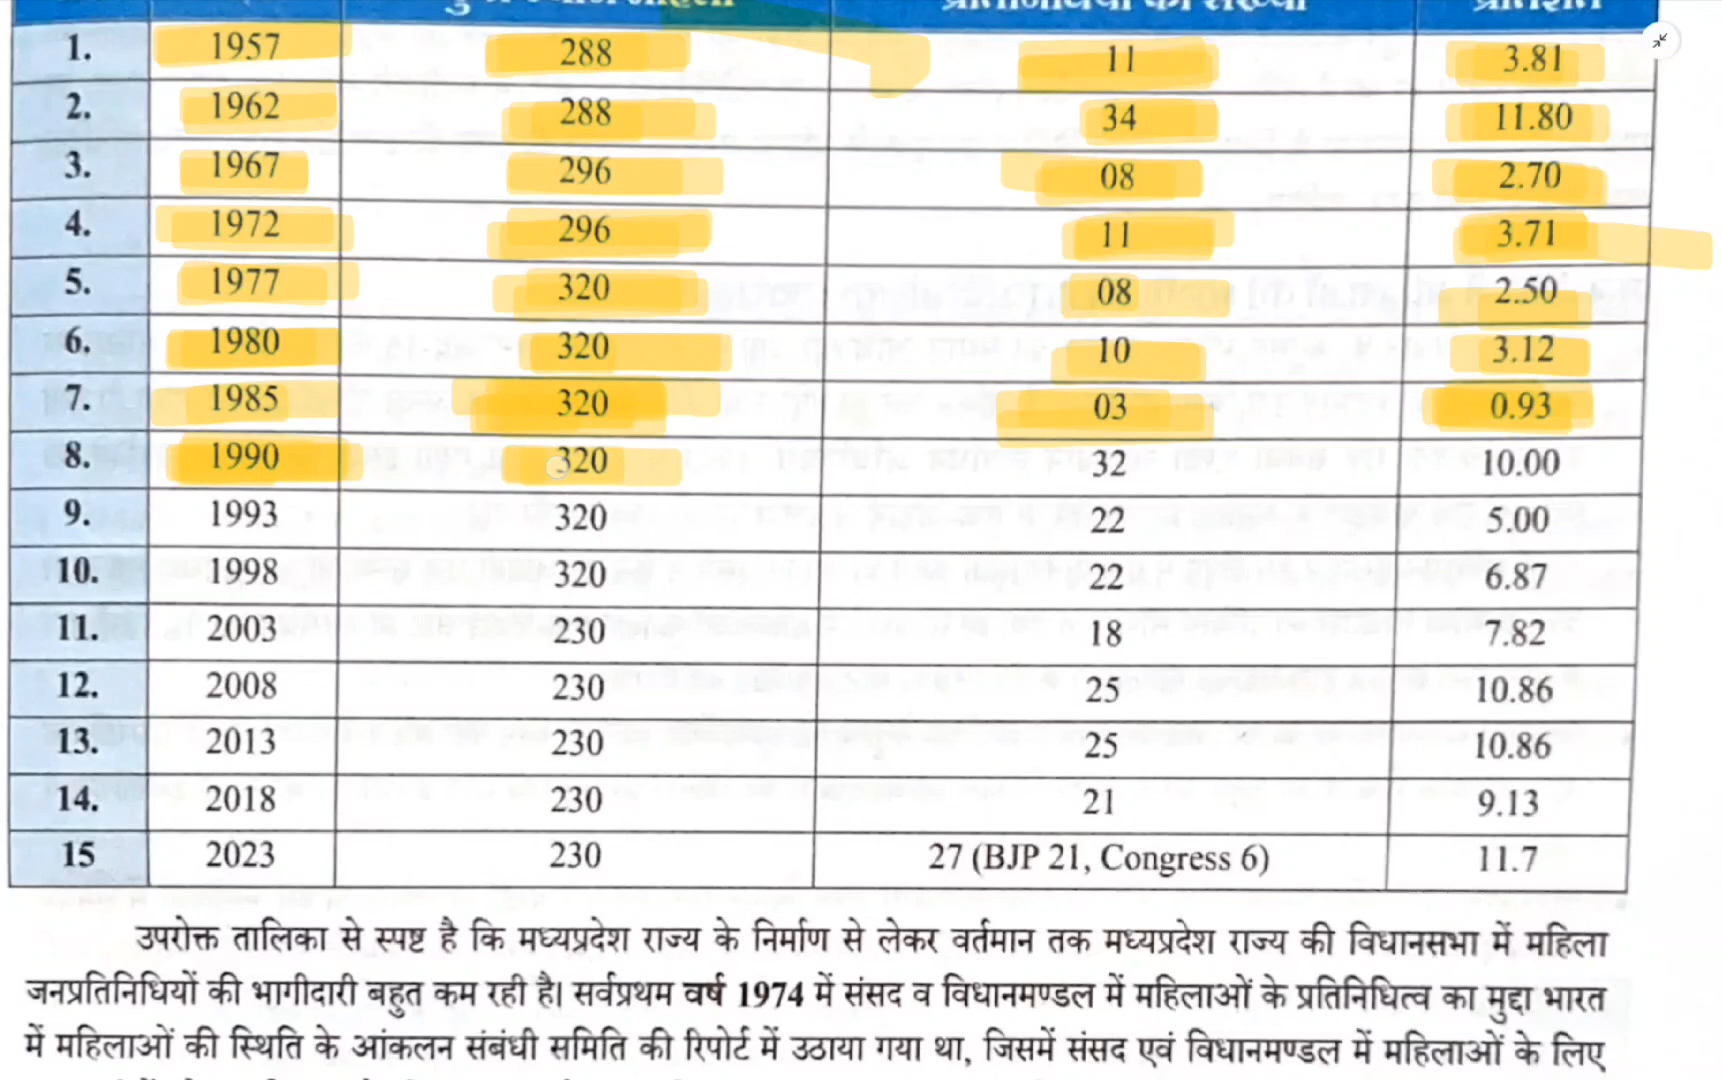 1. 1957 288 11 3.81
2. 1962 288 34 11.80
3. 1967 296 08 2.70
4. 1972 296 11 3.71
5. 1977 320 08 2.50
6. 1980 320 10 3.12
7. 1985 320 03 0.93
8. 1990 320 32 10.00
9. 1993 320 22 5.00
10. 1998 320 22 6.87
11. 2003 230 18 7.82
12. 2008 230 25 10.86
13. 2013 230 25 10.86
14. 2018 230 21 9.13
15 2023 230 27 (BJP 21, Congress 6) 11.7
उपरोक्त तालिका से स्पष्ट है कि मध्यप्रदेश राज्य के निर्माण से लेकर वर्तमान तक मध्यप्रदेश राज्य की विधानसभा में महिला
जनप्रतिनिधियों की भागीदारी बहुत कम रही है। सर्वप्रथम वर्ष 1974 में संसद व विधानमण्डल में महिलाओं के प्रतिनिधित्व का मुद्दा भारत
में महिलाओं की स्थिति के आंकलन संबंधी समिति की रिपोर्ट में उठाया गया था, जिसमें संसद एवं विधानमण्डल में महिलाओं के लिए